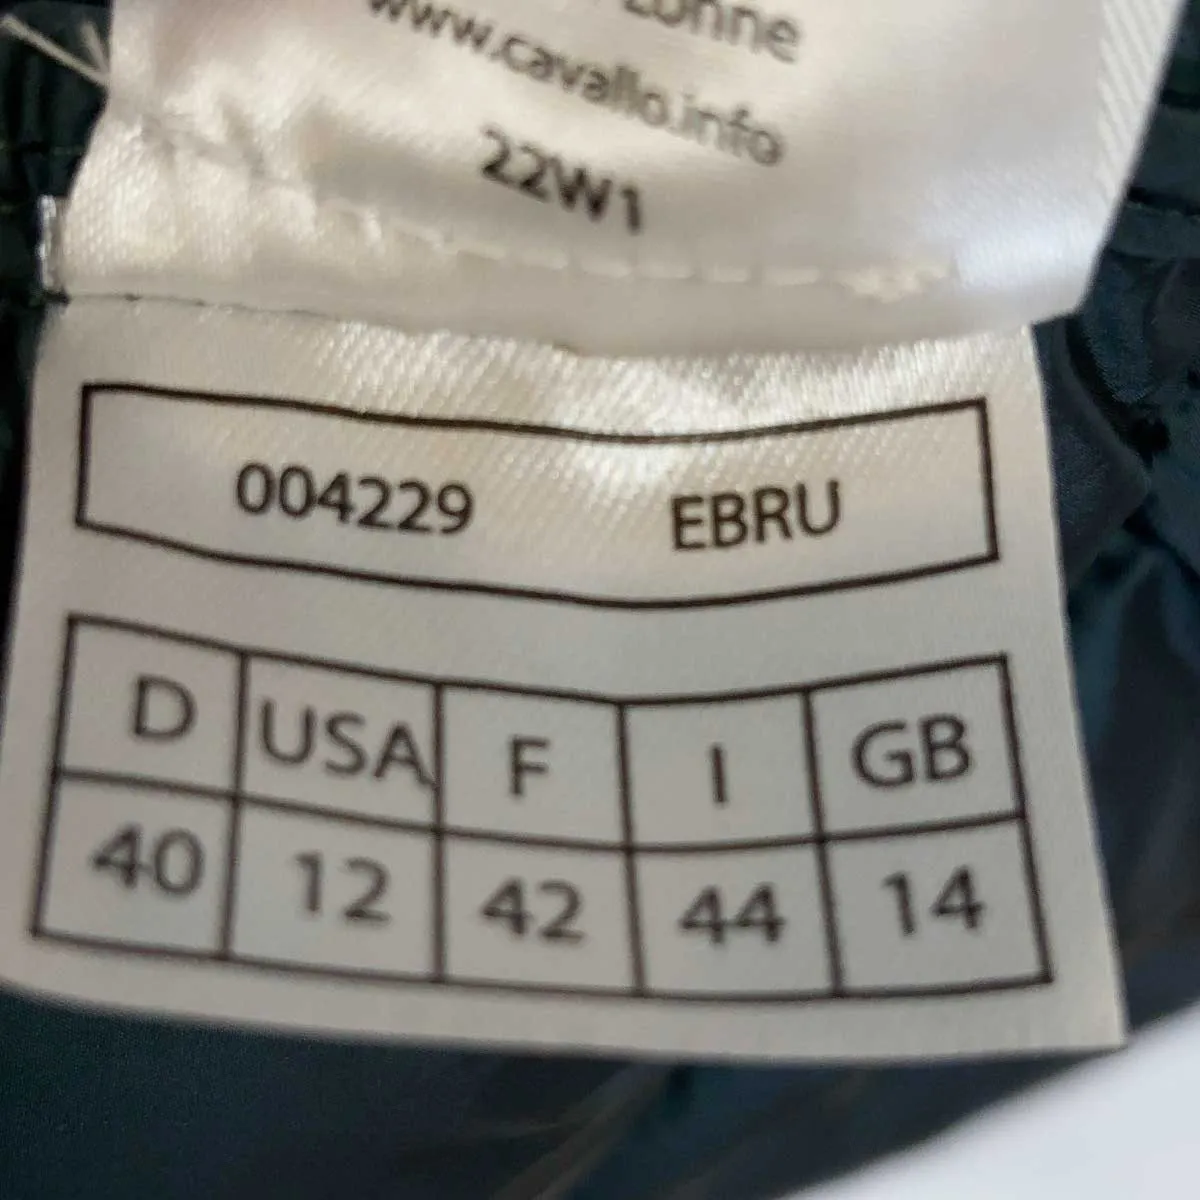 www.cavallo.info
22W1
004229 EBRU
D USA F I GB
40 12 42 44 14